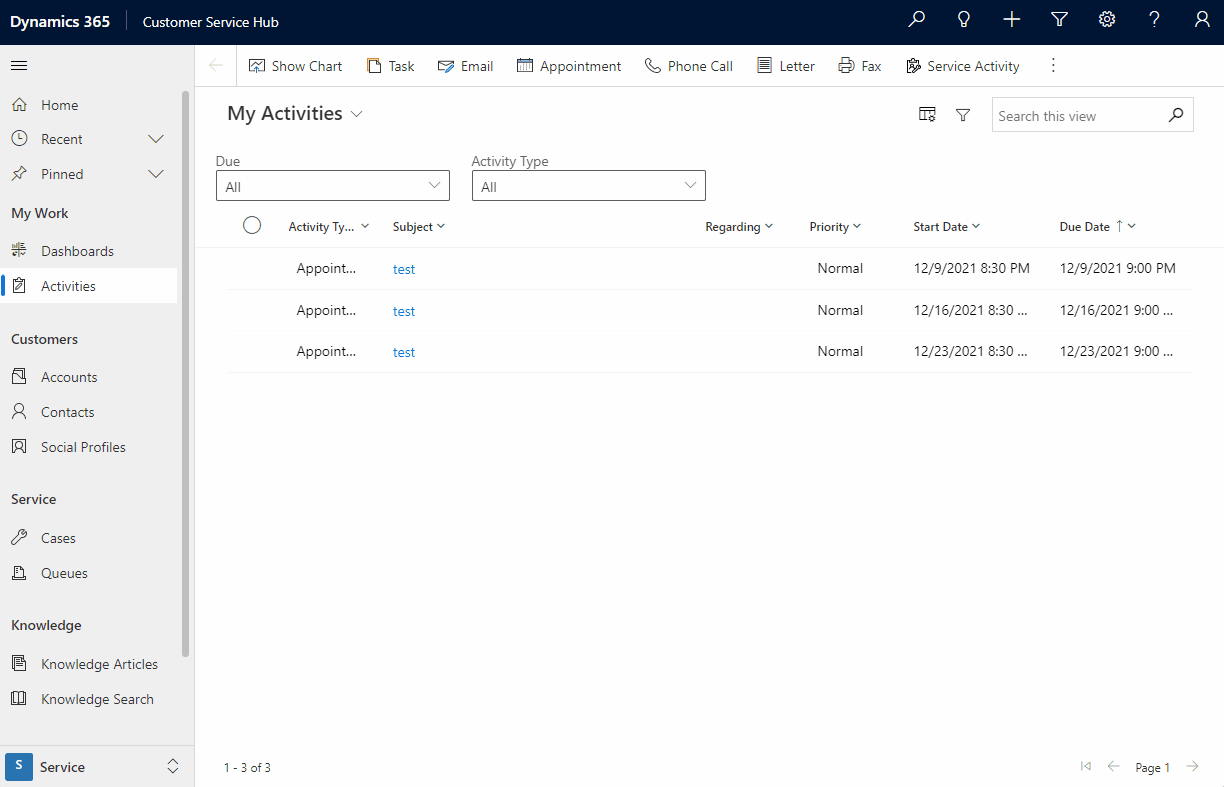 Dynamics 365 Customer Service Hub
Show Chart Task Email Appointment Phone Call Letter Fax Service Activity
Home
Recent
Pinned
My Work
Dashboards
Activities
Customers
Accounts
Contacts
Social Profiles
Service
Cases
Queues
Knowledge
Knowledge Articles
Knowledge Search
S Service
My Activities
Search this view
Due Activity Type
All All
Activity Ty... Subject Regarding Priority Start Date Due Date
Appoint... test Normal 12/9/2021 8:30 PM 12/9/2021 9:00 PM
Appoint... test Normal 12/16/2021 8:30 ... 12/16/2021 9:00 ...
Appoint... test Normal 12/23/2021 8:30 ... 12/23/2021 9:00 ...
1 - 3 of 3 Page 1